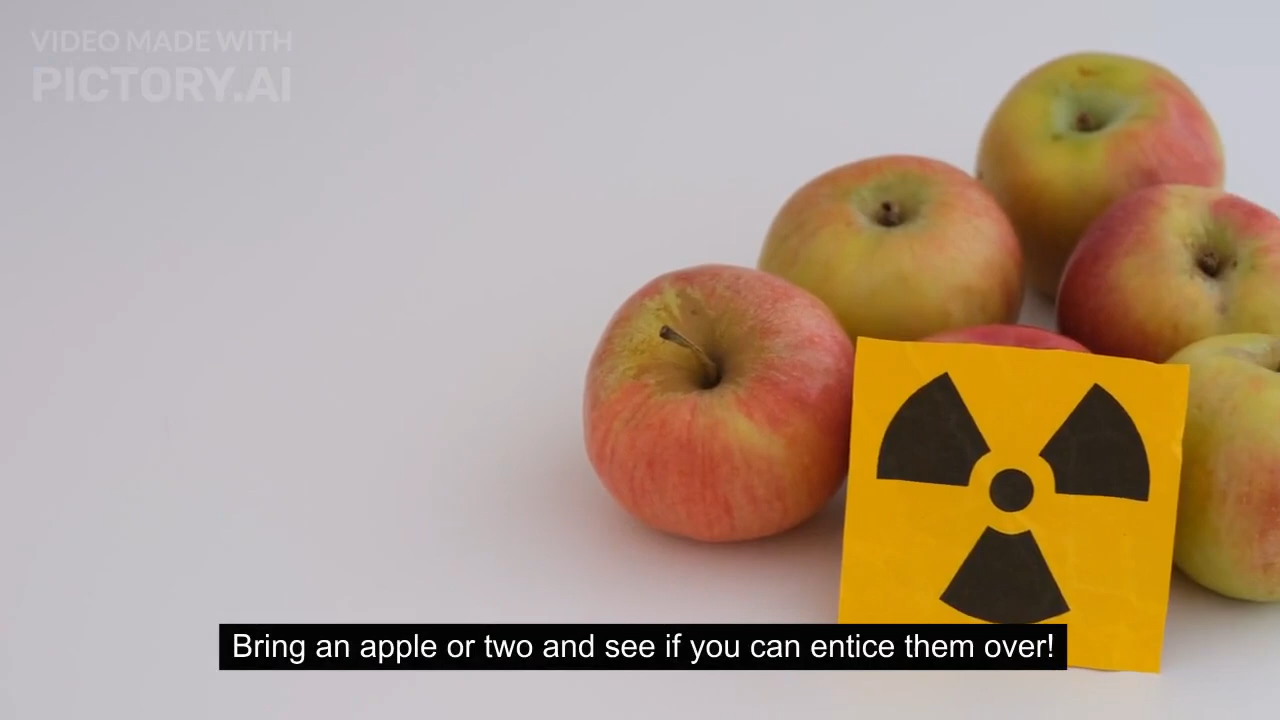 VIDEO MADE WITH
PICTORY.AI
Bring an apple or two and see if you can entice them over!